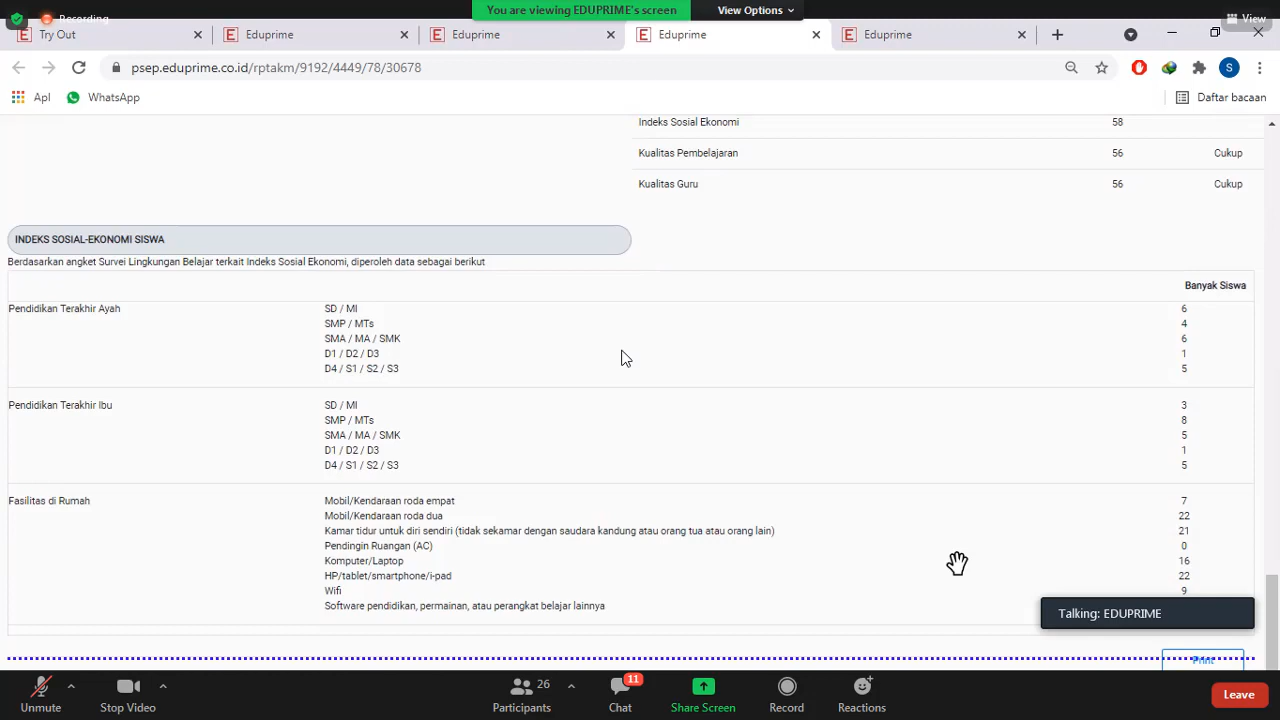 Recording
You are viewing EDUPRIME's screen
View Options
View
Try Out
Eduprime
Eduprime
Eduprime
Eduprime
psep.eduprime.co.id/rptakm/9192/4449/78/30678
S
Apl
WhatsApp
Daftar bacaan
Indeks Sosial Ekonomi 58
Kualitas Pembelajaran 56 Cukup
Kualitas Guru 56 Cukup
INDEKS SOSIAL-EKONOMI SISWA
Berdasarkan angket Survei Lingkungan Belajar terkait Indeks Sosial Ekonomi, diperoleh data sebagai berikut
Banyak Siswa
Pendidikan Terakhir Ayah SD / MI 6
SMP / MTs 4
SMA / MA / SMK 6
D1 / D2 / D3 1
D4 / S1 / S2 / S3 5
Pendidikan Terakhir Ibu SD / MI 3
SMP / MTs 8
SMA / MA / SMK 5
D1 / D2 / D3 1
D4 / S1 / S2 / S3 5
Fasilitas di Rumah Mobil/Kendaraan roda empat 7
Mobil/Kendaraan roda dua 22
Kamar tidur untuk diri sendiri (tidak sekamar dengan saudara kandung atau orang tua atau orang lain) 21
Pendingin Ruangan (AC) 0
Komputer/Laptop 16
HP/tablet/smartphone/i-pad 22
Wifi 9
Software pendidikan, permainan, atau perangkat belajar lainnya
Talking: EDUPRIME
Print
Unmute
Stop Video
26
Participants
11
Chat
Share Screen
Record
Reactions
Leave